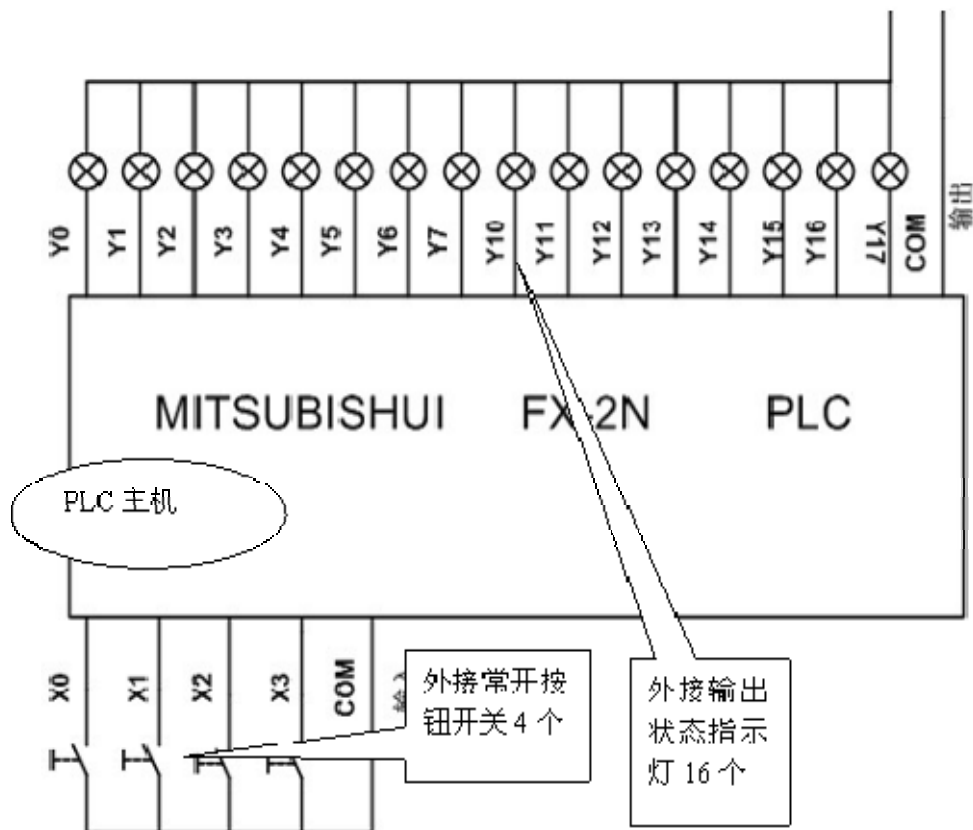 Y0 Y1 Y2 Y3 Y4 Y5 Y6 Y7 Y10 Y11 Y12 Y13 Y14 Y15 Y16 Y17 COM 输出
MITSUBISHUI FX-2N PLC
PLC 主机
X0 X1 X2 X3 COM
外接常开按
钮开关 4 个
外接输出
状态指示
灯 16 个